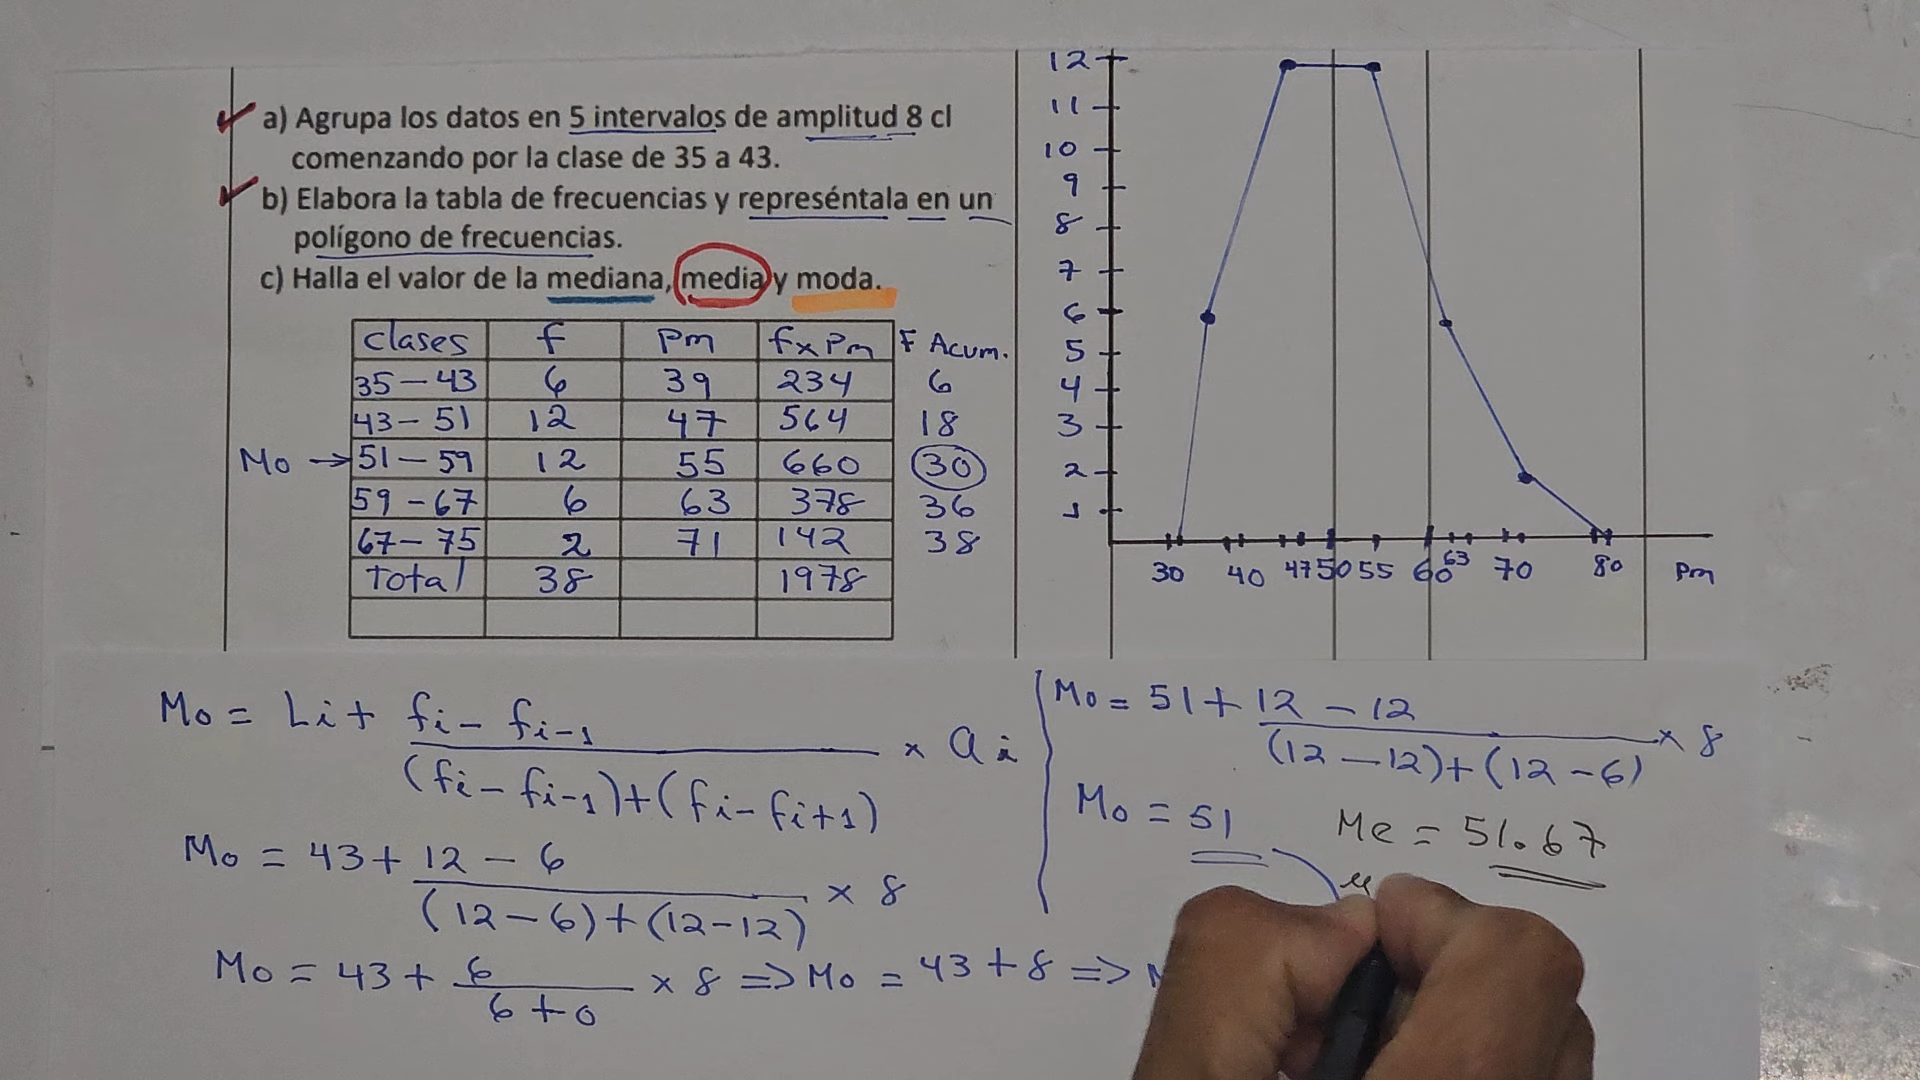 a) Agrupa los datos en 5 intervalos de amplitud 8 cl
comenzando por la clase de 35 a 43.
b) Elabora la tabla de frecuencias y represéntala en un
polígono de frecuencias.
c) Halla el valor de la mediana, media y moda.
clases f Pm fxPm F Acum.
35-43 6 39 234 6
43-51 12 47 564 18
Mo → 51-59 12 55 660 30
59-67 6 63 378 36
67-75 2 71 142 38
Total 38 1978
12
11
10
9
8
7
6
5
4
3
2
1
30 40 47 50 55 60 63 70 80 Pm
Mo = Li + fi - fi-1
(fi - fi-1) + (fi - fi+1)
x ai
Mo = 43 + 12 - 6
(12 - 6) + (12-12)
x 8
Mo = 43 + 6
6 + 0
x 8 => Mo = 43 + 8 =>
Mo = 51 + 12 - 12
(12 - 12) + (12 - 6)
x 8
Mo = 51
Me = 51.67